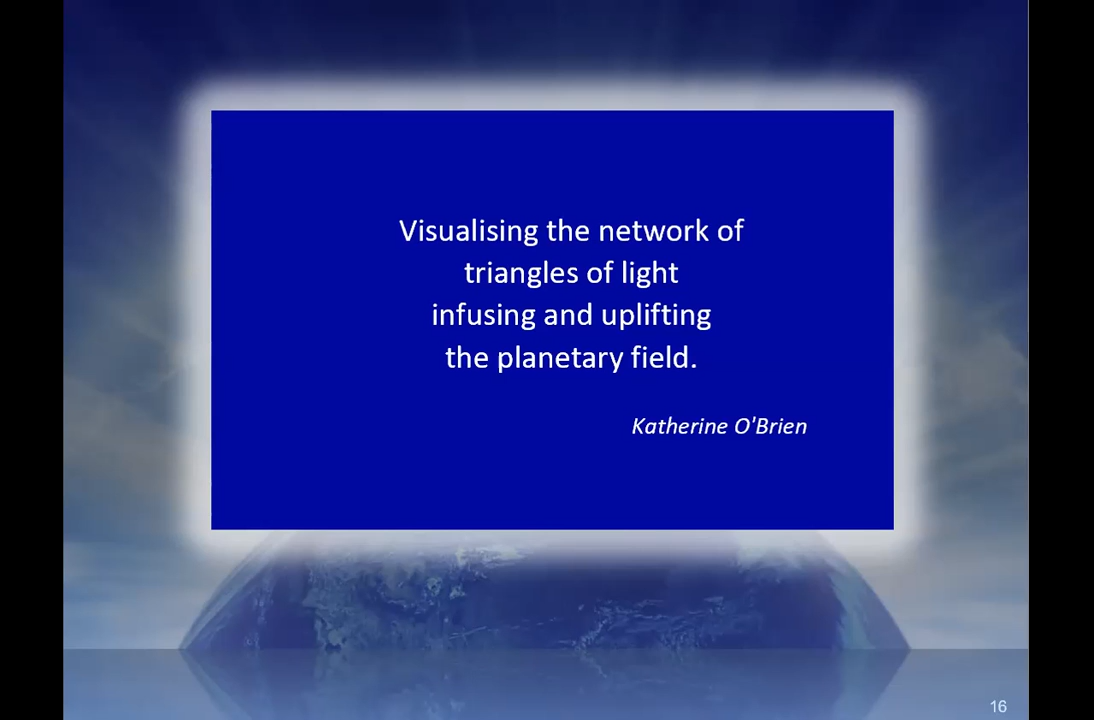 Visualising the network of
triangles of light
infusing and uplifting
the planetary field.
Katherine O'Brien
16